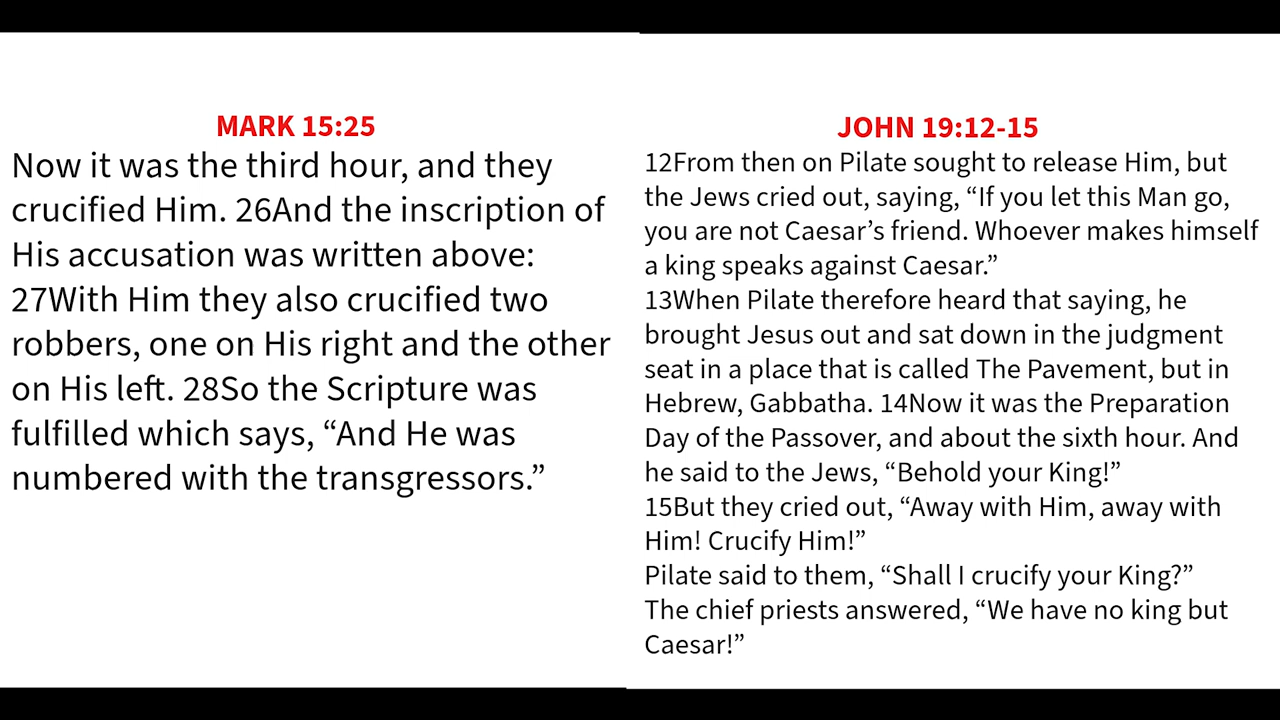 MARK 15:25
Now it was the third hour, and they
crucified Him. 26And the inscription of
His accusation was written above:
27With Him they also crucified two
robbers, one on His right and the other
on His left. 28So the Scripture was
fulfilled which says, “And He was
numbered with the transgressors.”
JOHN 19:12-15
12From then on Pilate sought to release Him, but
the Jews cried out, saying, “If you let this Man go,
you are not Caesar’s friend. Whoever makes himself
a king speaks against Caesar.”
13When Pilate therefore heard that saying, he
brought Jesus out and sat down in the judgment
seat in a place that is called The Pavement, but in
Hebrew, Gabbatha. 14Now it was the Preparation
Day of the Passover, and about the sixth hour. And
he said to the Jews, “Behold your King!”
15But they cried out, “Away with Him, away with
Him! Crucify Him!”
Pilate said to them, “Shall I crucify your King?”
The chief priests answered, “We have no king but
Caesar!”